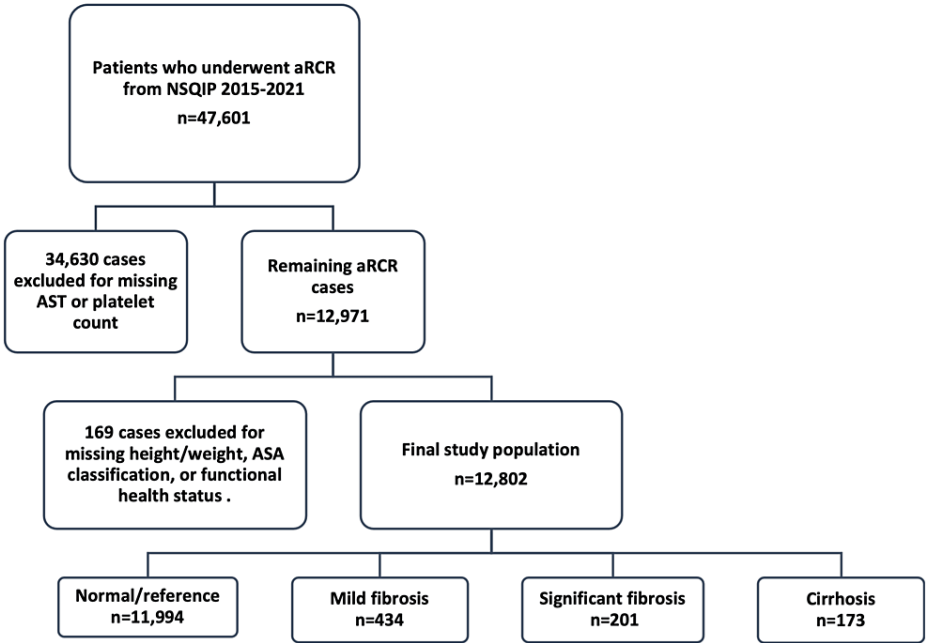 Patients who underwent aRCR
from NSQIP 2015-2021
n=47,601
34,630 cases
excluded for missing
AST or platelet
count
Remaining aRCR
cases
n=12,971
169 cases excluded for
missing height/weight, ASA
classification, or functional
health status .
Final study population
n=12,802
Normal/reference
n=11,994
Mild fibrosis
n=434
Significant fibrosis
n=201
Cirrhosis
n=173